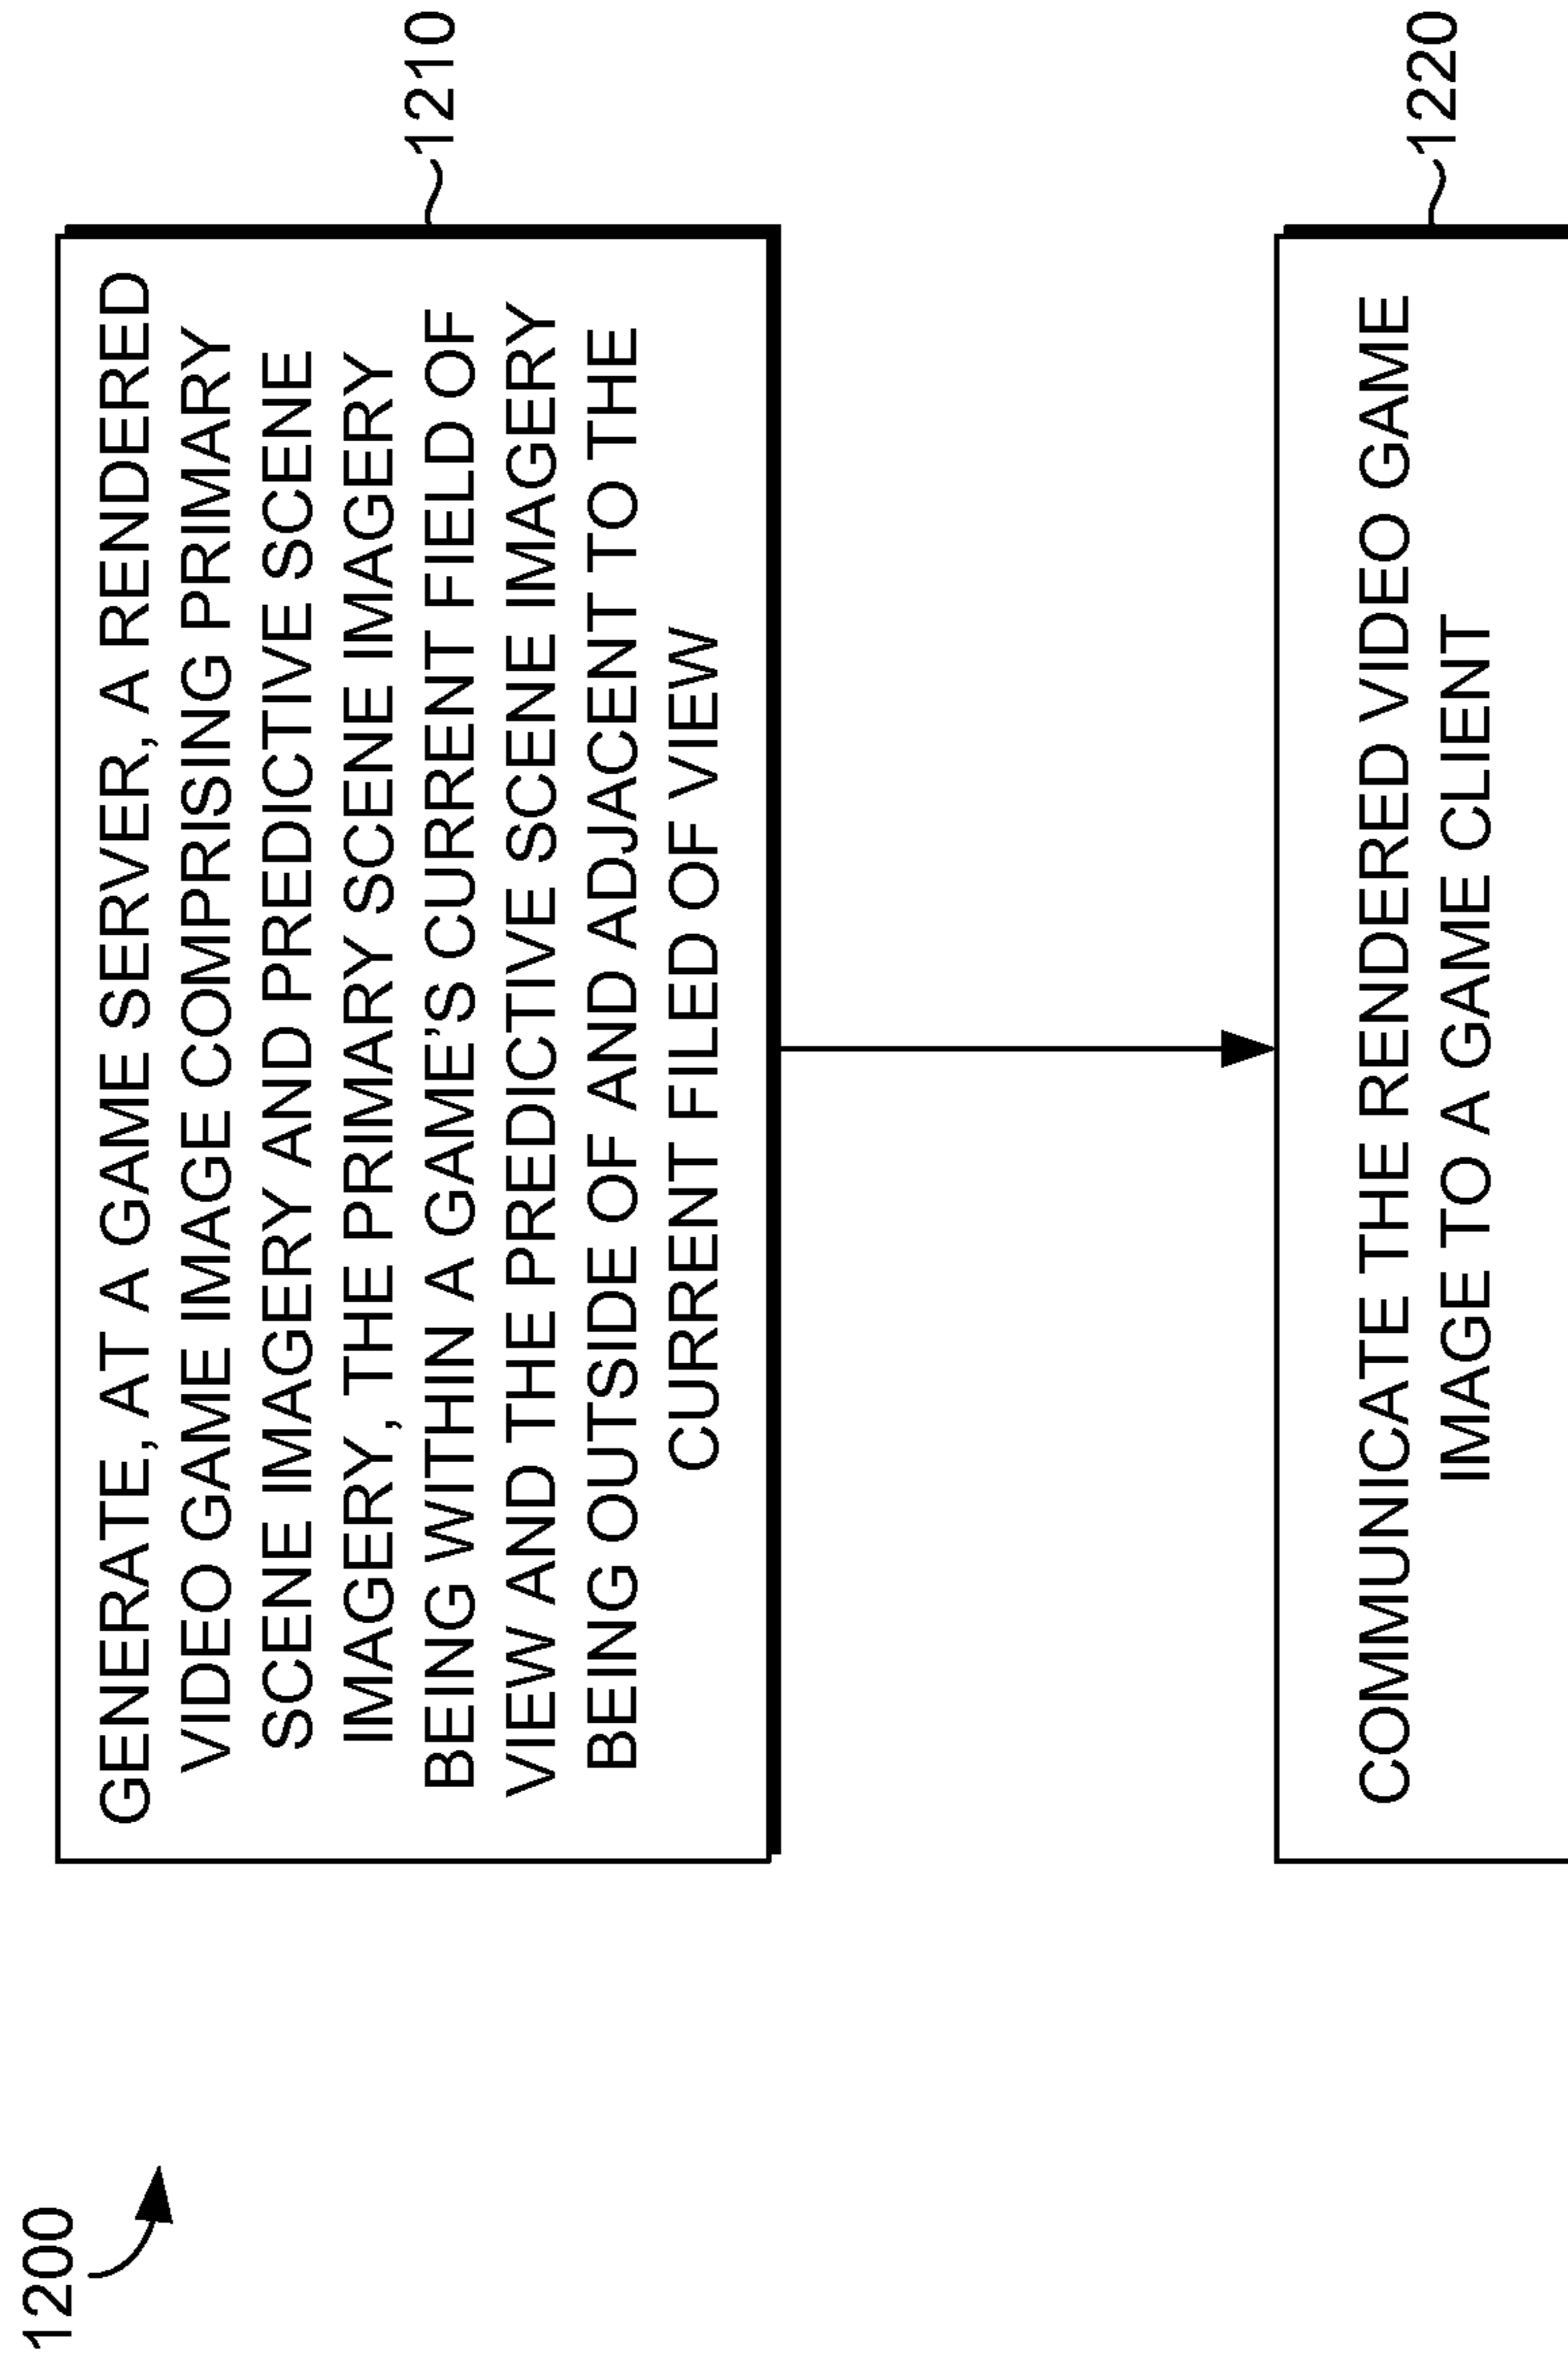 1200
GENERATE, AT A GAME SERVER, A RENDERED
VIDEO GAME IMAGE COMPRISING PRIMARY
SCENE IMAGERY AND PREDICTIVE SCENE
IMAGERY, THE PRIMARY SCENE IMAGERY
BEING WITHIN A GAME'S CURRENT FIELD OF
VIEW AND THE PREDICTIVE SCENE IMAGERY
BEING OUTSIDE OF AND ADJACENT TO THE
CURRENT FILED OF VIEW
1210
COMMUNICATE THE RENDERED VIDEO GAME
IMAGE TO A GAME CLIENT
1220